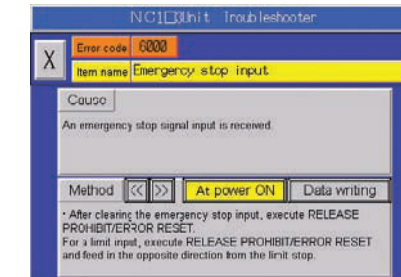 NC1□3Unit Troubleshooter
X
Error code 6000
Item name Emergency stop input
Cause
An emergency stop signal input is received.
Method << >> At power ON Data writing
・After clearing the emergency stop input, execute RELEASE
PROHIBIT/ERROR RESET.
For a limit input, execute RELEASE PROHIBIT/ERROR RESET
and feed in the opposite direction from the limit stop.